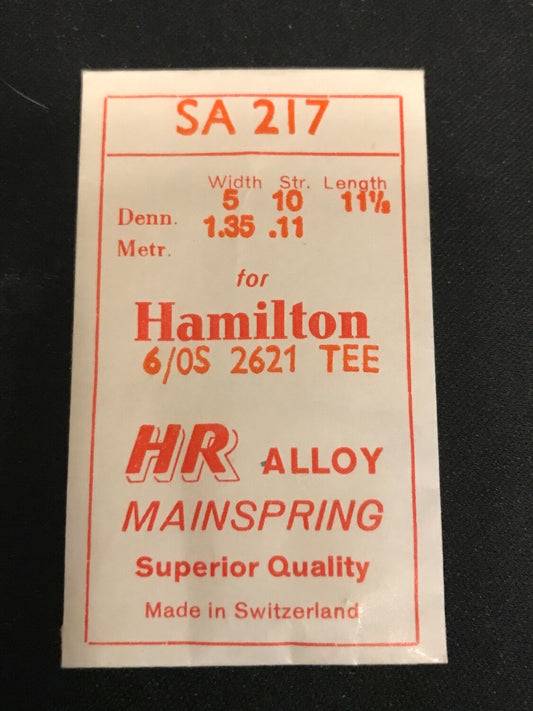 SA 217
Width Str. Length
Denn. 5 10 11⅛
Metr. 1.35 .11
for
Hamilton
6/0S 2621 TEE
HR ALLOY
MAINSPRING
Superior Quality
Made in Switzerland